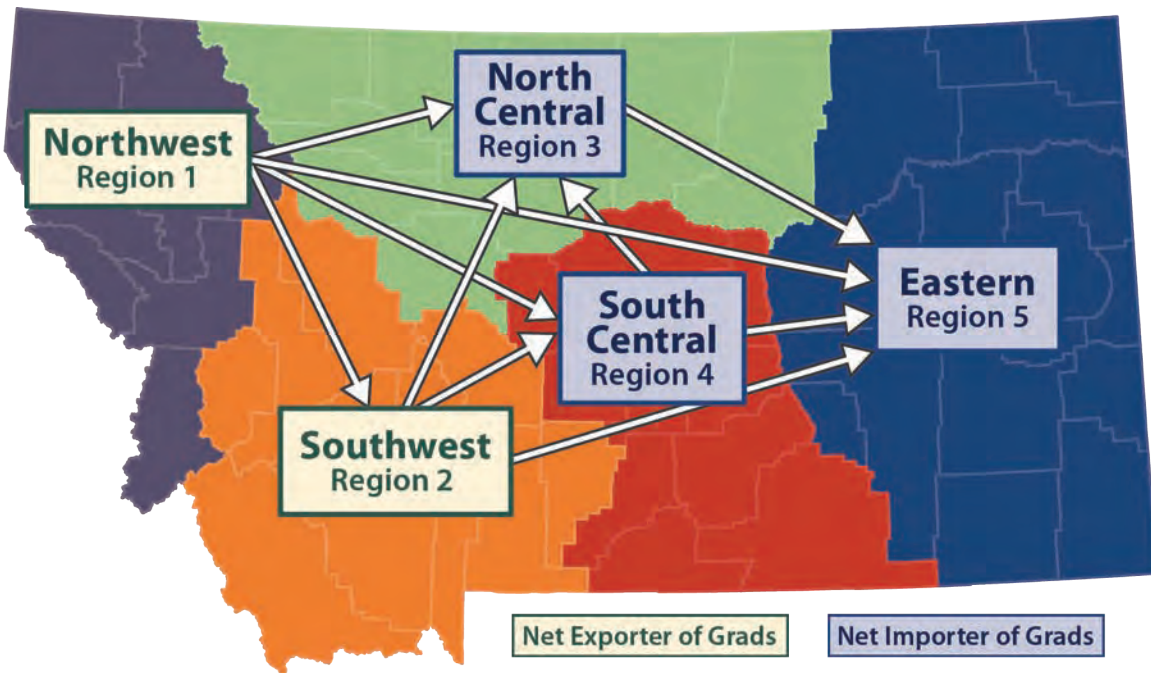 North
Central
Region 3
Northwest
Region 1
Eastern
Region 5
South
Central
Region 4
Southwest
Region 2
Net Exporter of Grads
Net Importer of Grads